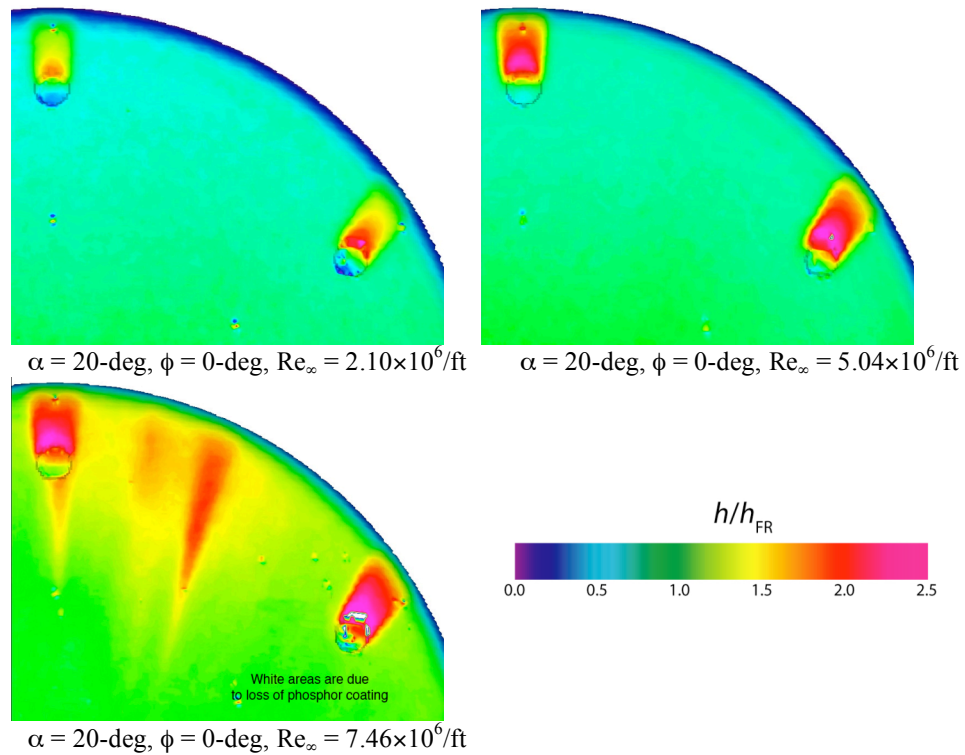 α = 20-deg, ϕ = 0-deg, Re∞ = 2.10×10⁶/ft
α = 20-deg, ϕ = 0-deg, Re∞ = 5.04×10⁶/ft
White areas are due
to loss of phosphor coating
α = 20-deg, ϕ = 0-deg, Re∞ = 7.46×10⁶/ft
h/hFR
0.0 0.5 1.0 1.5 2.0 2.5